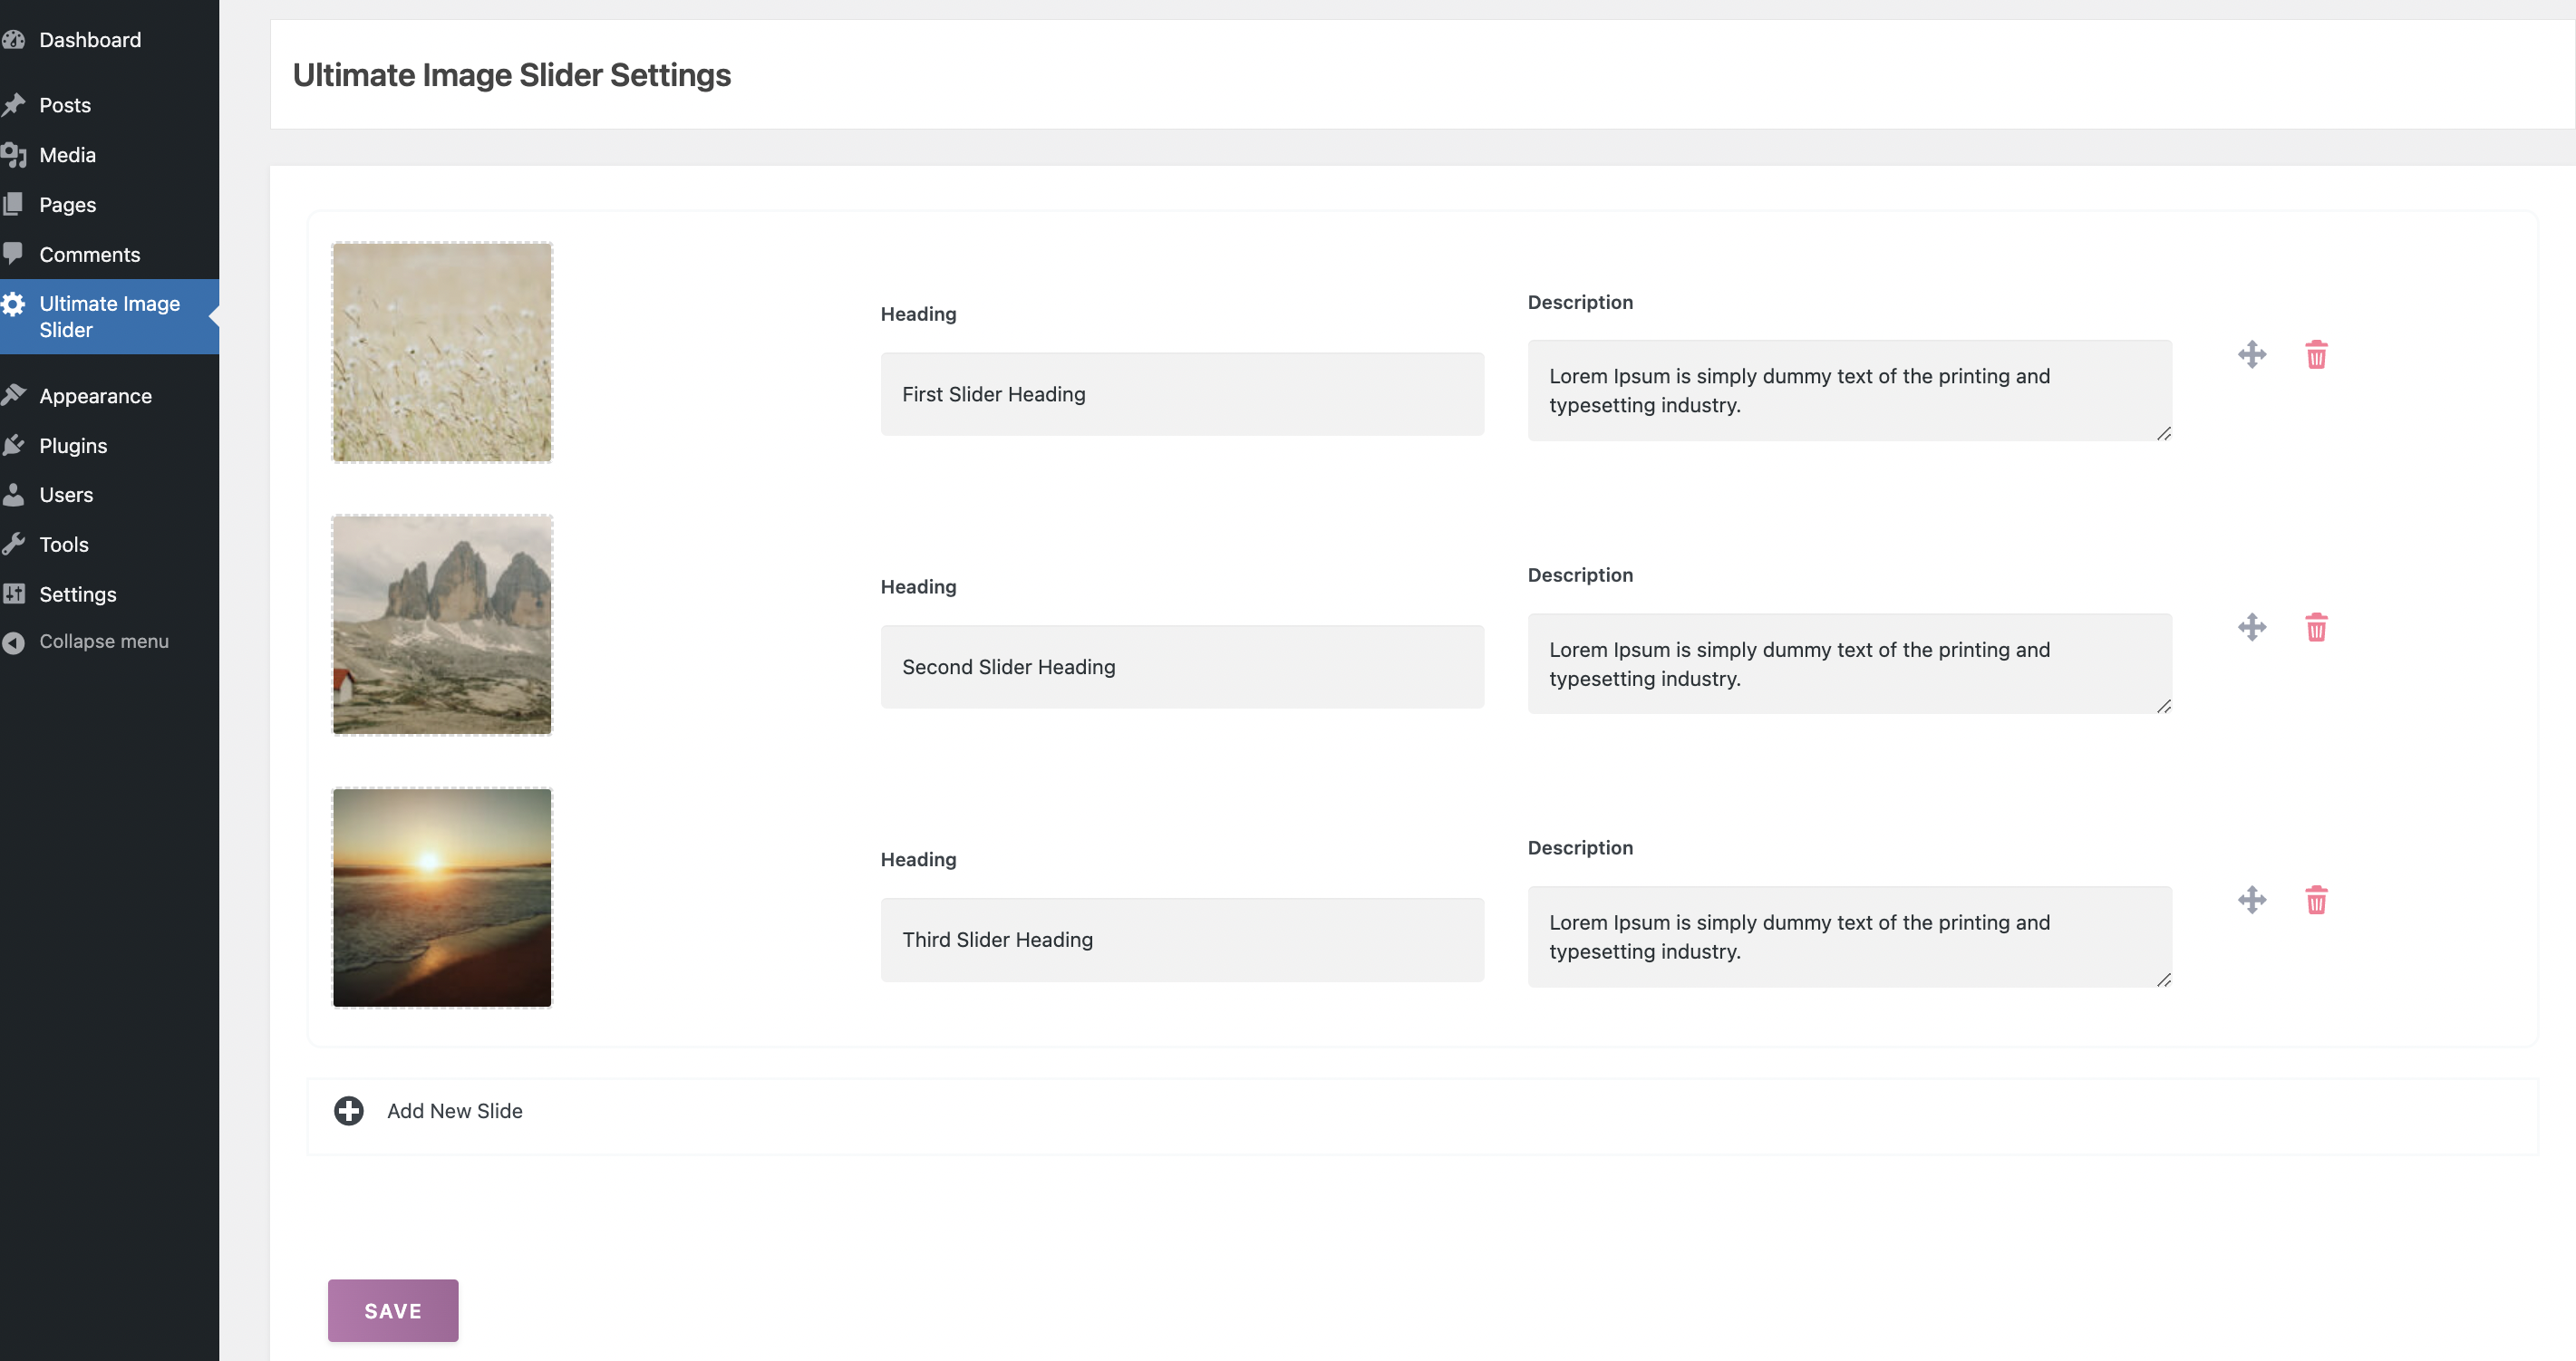 Dashboard
Posts
Media
Pages
Comments
Ultimate Image
Slider
Appearance
Plugins
Users
Tools
Settings
Collapse menu
Ultimate Image Slider Settings
Heading
First Slider Heading
Description
Lorem Ipsum is simply dummy text of the printing and
typesetting industry.
Heading
Second Slider Heading
Description
Lorem Ipsum is simply dummy text of the printing and
typesetting industry.
Heading
Third Slider Heading
Description
Lorem Ipsum is simply dummy text of the printing and
typesetting industry.
Add New Slide
SAVE